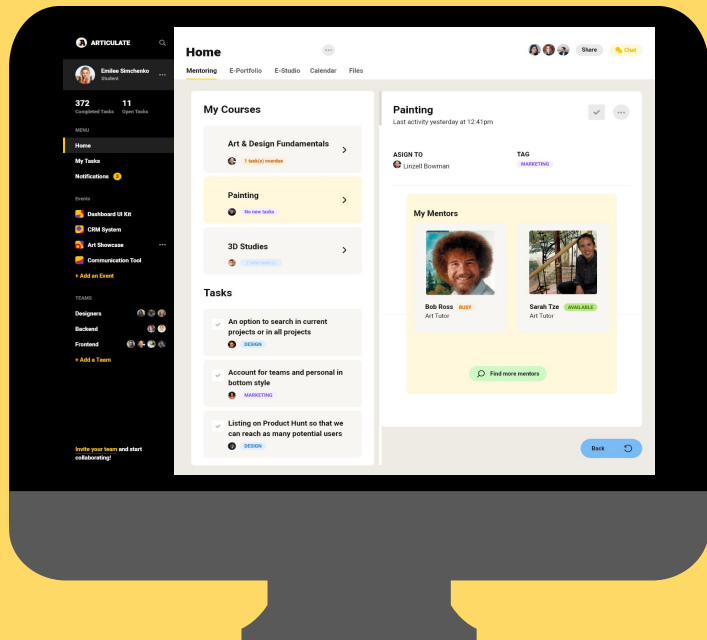 ARTICULATE
Emilee Simchenko
Student
372
Completed Tasks
11
Open Tasks
MENU
Home
My Tasks
Notifications 3
Events
Dashboard UI Kit
CRM System
Art Showcase
Communication Tool
+ Add an Event
TEAMS
Designers
Backend
Frontend
+ Add a Team
Invite your team and start
collaborating!
Home
Share
Chat
Mentoring
E-Portfolio
E-Studio
Calendar
Files
My Courses
Art & Design Fundamentals
1 task(s) overdue
Painting
No new tasks
3D Studies
Tasks
An option to search in current
projects or in all projects
DESIGN
Account for teams and personal in
bottom style
MARKETING
Listing on Product Hunt so that we
can reach as many potential users
DESIGN
Painting
Last activity yesterday at 12:41pm
ASIGN TO
Linzell Bowman
TAG
MARKETING
My Mentors
Bob Ross BUSY
Art Tutor
Sarah Tze AVAILABLE
Art Tutor
Find more mentors
Back